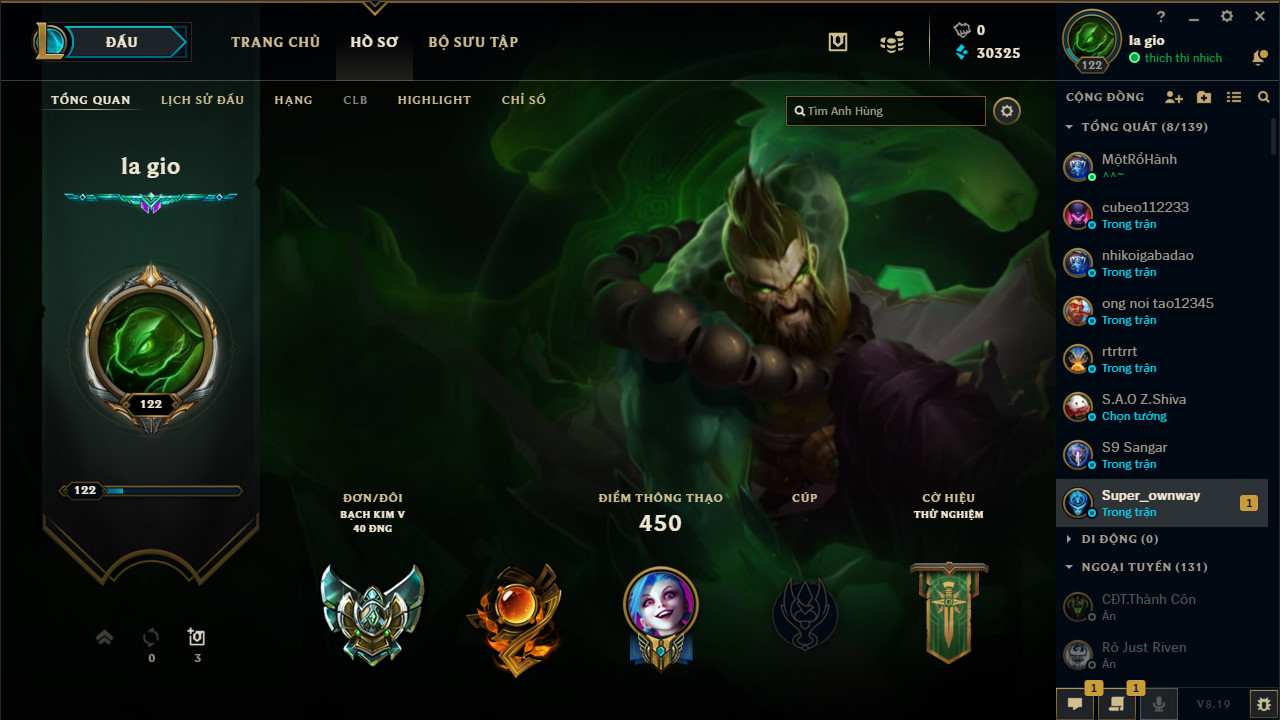 ĐẤU
TRANG CHỦ
HỒ SƠ
BỘ SƯU TẬP
0
30325
122
la gio
thích thì nhích
TỔNG QUAN
LỊCH SỬ ĐẤU
HẠNG
CLB
HIGHLIGHT
CHỈ SỐ
Tìm Anh Hùng
la gio
122
122
0
3
ĐƠN/ĐÔI
BẠCH KIM V
40 ĐNG
ĐIỂM THÔNG THẠO
450
CÚP
CỜ HIỆU
THỬ NGHIỆM
CỘNG ĐỒNG
TỔNG QUÁT (8/139)
MộtRổHành
^^~
cubeo112233
Trong trận
nhikoigabadao
Trong trận
ong noi tao12345
Trong trận
rtrtrrt
Trong trận
S.A.O Z.Shiva
Chọn tướng
S9 Sangar
Trong trận
Super_ownway
Trong trận
1
DI ĐỘNG (0)
NGOẠI TUYẾN (131)
CĐT.Thành Côn
Ẩn
Rô Just Riven
Ẩn
1
1
V8.19